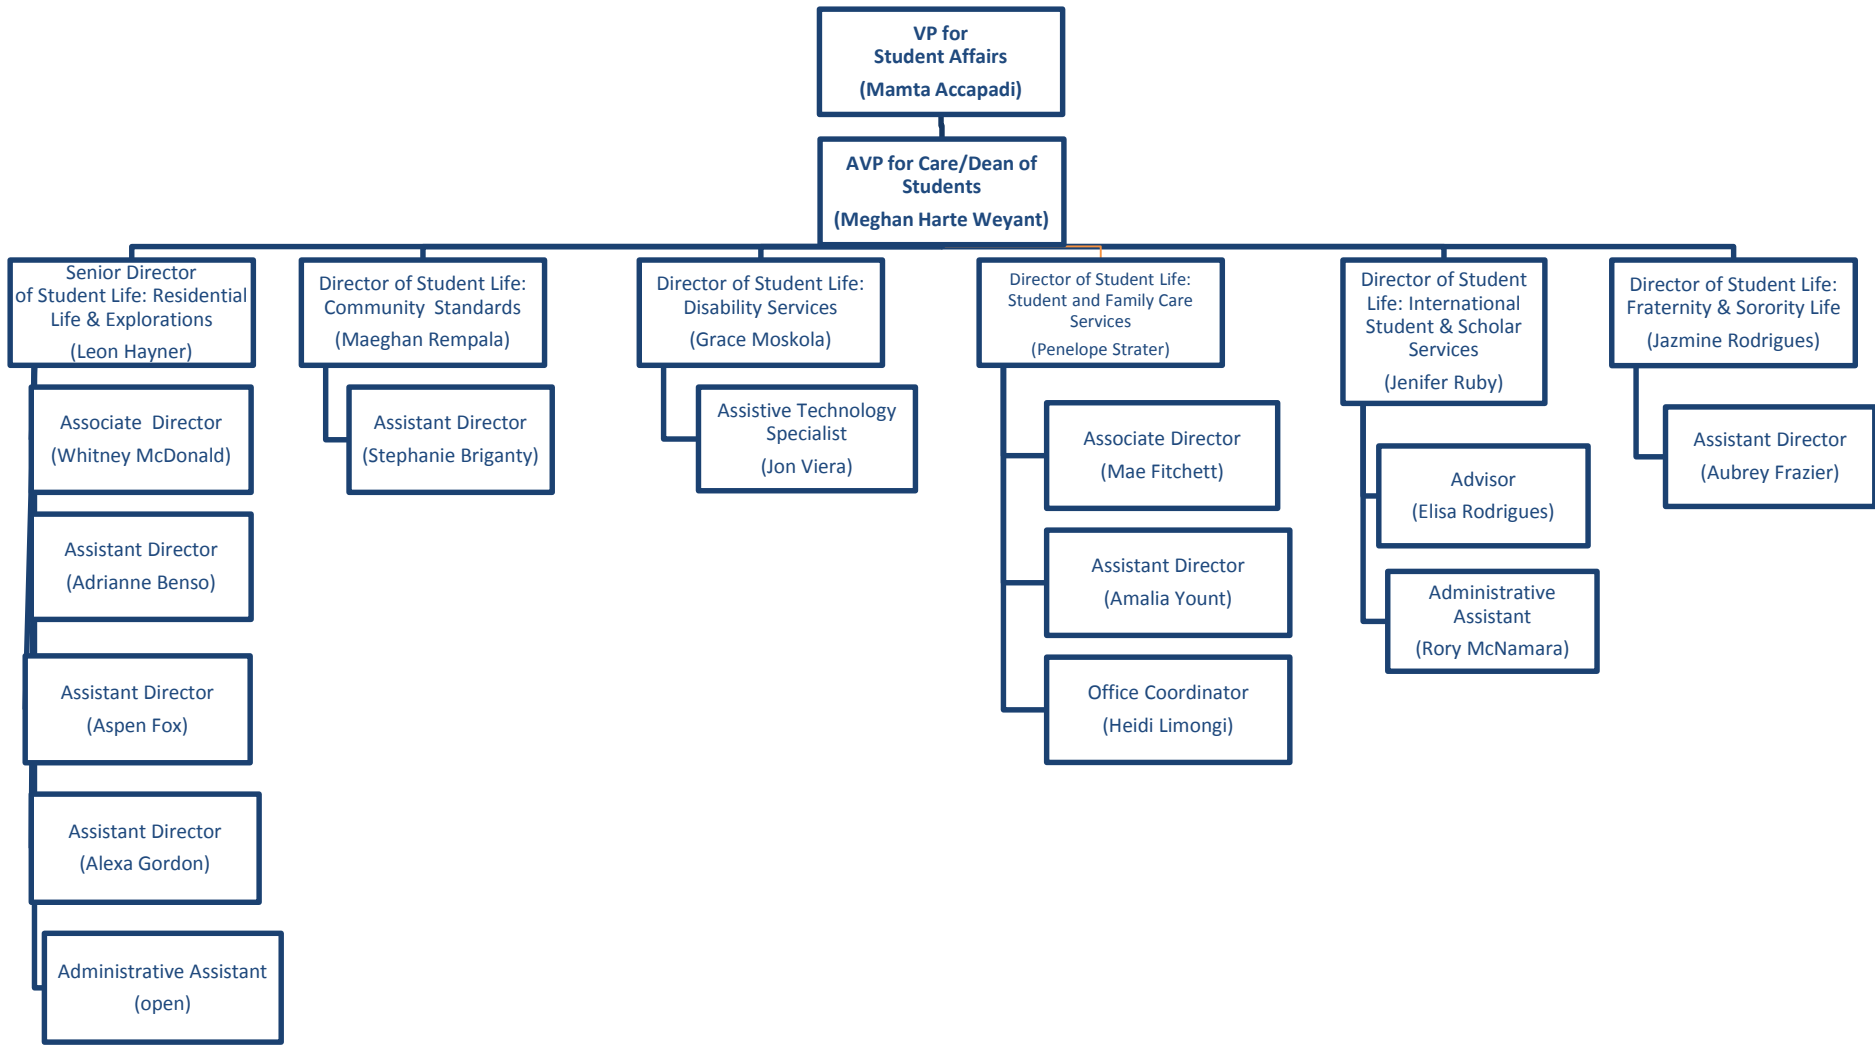 VP for
Student Affairs
(Mamta Accapadi)
AVP for Care/Dean of
Students
(Meghan Harte Weyant)
Senior Director
of Student Life: Residential
Life & Explorations
(Leon Hayner)
Associate Director
(Whitney McDonald)
Assistant Director
(Adrianne Benso)
Assistant Director
(Aspen Fox)
Assistant Director
(Alexa Gordon)
Administrative Assistant
(open)
Director of Student Life:
Community Standards
(Maeghan Rempala)
Assistant Director
(Stephanie Briganty)
Director of Student Life:
Disability Services
(Grace Moskola)
Assistive Technology
Specialist
(Jon Viera)
Director of Student Life:
Student and Family Care
Services
(Penelope Strater)
Associate Director
(Mae Fitchett)
Assistant Director
(Amalia Yount)
Office Coordinator
(Heidi Limongi)
Director of Student
Life: International
Student & Scholar
Services
(Jenifer Ruby)
Advisor
(Elisa Rodrigues)
Administrative
Assistant
(Rory McNamara)
Director of Student Life:
Fraternity & Sorority Life
(Jazmine Rodrigues)
Assistant Director
(Aubrey Frazier)